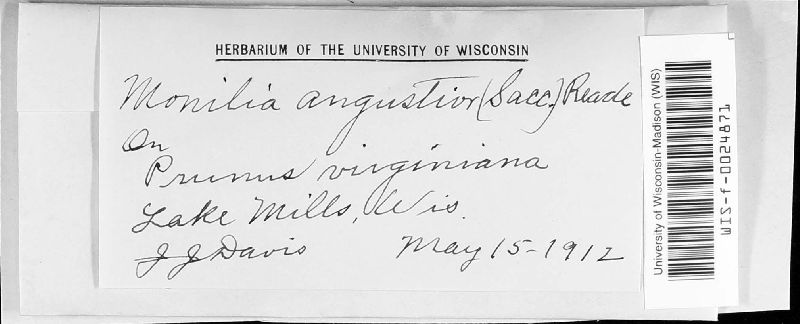 HERBARIUM OF THE UNIVERSITY OF WISCONSIN
Monilia angustior (Sacc.) Reade
On
Prunus virginiana
Lake Mills, Wis.
J J Davis May 15-1912
University of Wisconsin-Madison (WIS)
WIS-f-0024871